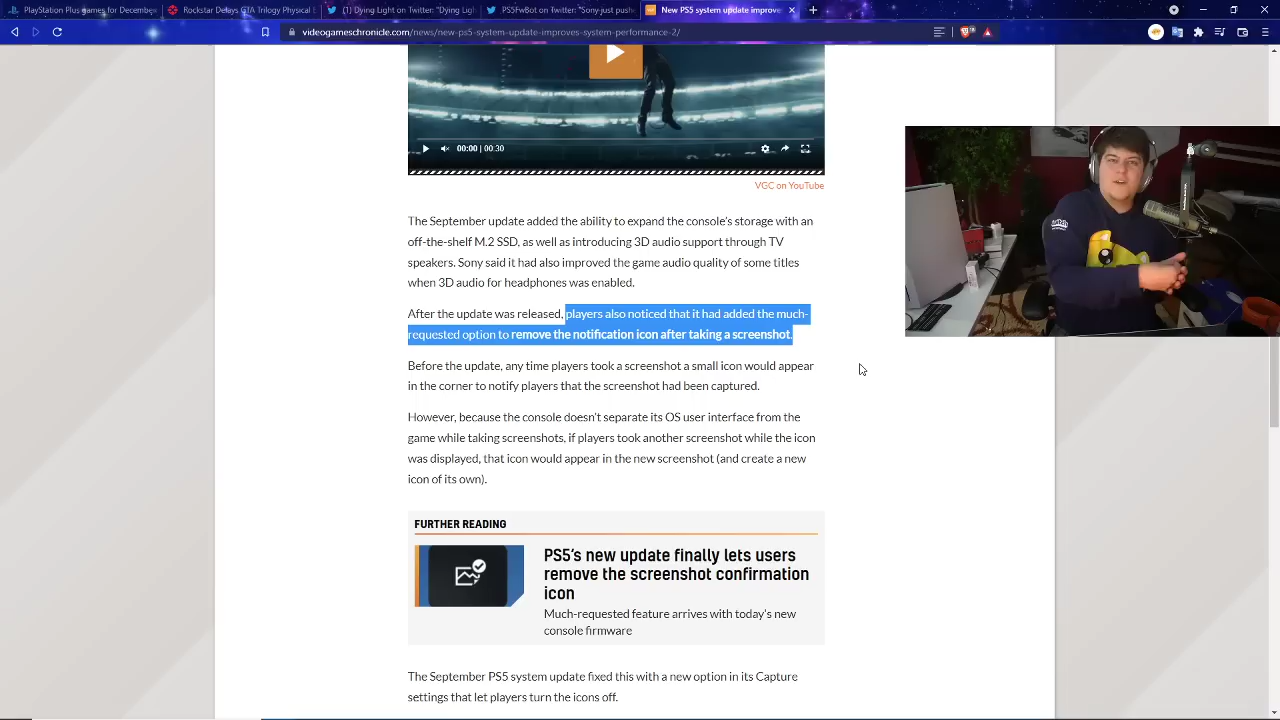 PlayStation Plus games for Decembe
Rockstar Delays GTA Trilogy Physical
(1) Dying Light on Twitter: "Dying Ligl
PS5FwBot on Twitter: "Sony-just-push
New PS5 system update improve
videogameschronicle.com/news/new-ps5-system-update-improves-system-performance-2/
00:00 | 00:30
VGC on YouTube
The September update added the ability to expand the console's storage with an
off-the-shelf M.2 SSD, as well as introducing 3D audio support through TV
speakers. Sony said it had also improved the game audio quality of some titles
when 3D audio for headphones was enabled.
After the update was released, players also noticed that it had added the much-
requested option to remove the notification icon after taking a screenshot.
Before the update, any time players took a screenshot a small icon would appear
in the corner to notify players that the screenshot had been captured.
However, because the console doesn't separate its OS user interface from the
game while taking screenshots, if players took another screenshot while the icon
was displayed, that icon would appear in the new screenshot (and create a new
icon of its own).
FURTHER READING
PS5's new update finally lets users
remove the screenshot confirmation
icon
Much-requested feature arrives with today's new
console firmware
The September PS5 system update fixed this with a new option in its Capture
settings that let players turn the icons off.